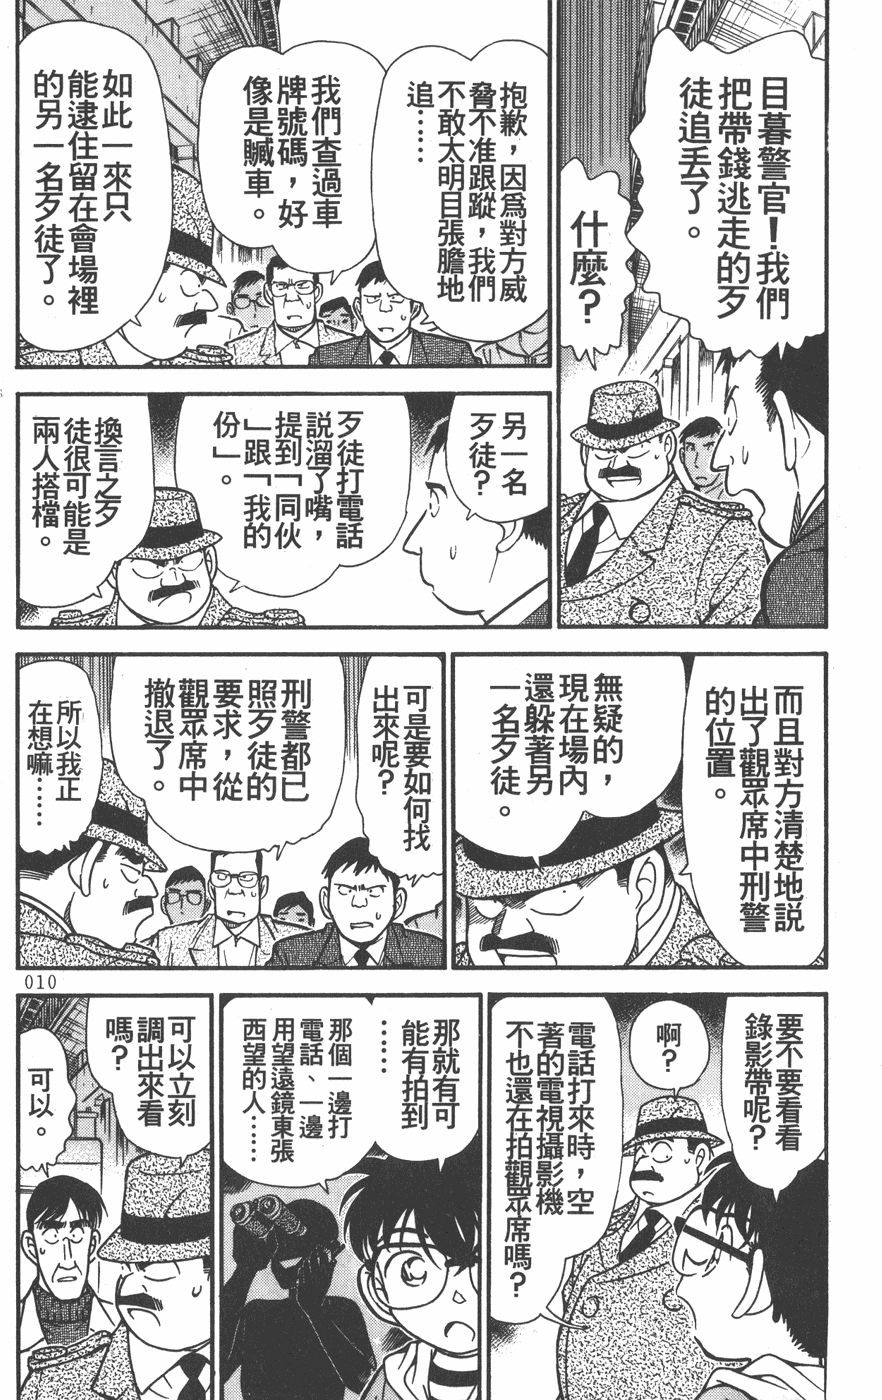 目暮警官！我們
把帶錢逃走的歹
徒追丟了。
什麼？
抱歉，因為對方威
脅不准跟蹤，我們
不敢太明目張膽地
追……
我們查過車
牌號碼，好
像是贓車。
如此一來只
能逮住留在會場裡
的另一名歹徒了。
另一名
歹徒？
歹徒打電話
說溜了嘴，
提到「同伙
」跟「我的
份」。
換言之歹
徒很可能是
兩人搭檔。
而且對方清楚地說
出了觀眾席中刑警
的位置。
無疑的，
現在場內
還躲著另
一名歹徒。
可是要如何找
出來呢？
刑警都已
照歹徒的
要求，從
觀眾席中
撤退了。
所以我正
在想嘛……
010
要不要看看
錄影帶呢？
啊？
電話打來時，空
著的電視攝影機
不也還在拍觀眾席嗎？
那就有可
能有拍到
……
那個一邊打
電話、一邊
用望遠鏡東張
西望的人……
可以立刻
調出來看
嗎？
可以。